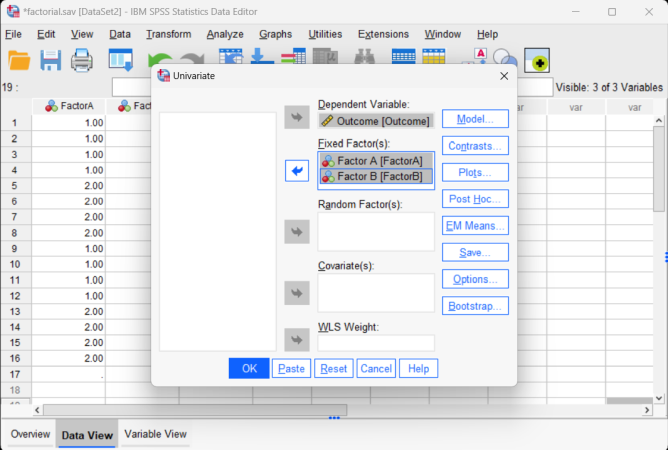 *factorial.sav [DataSet2] - IBM SPSS Statistics Data Editor
File Edit View Data Transform Analyze Graphs Utilities Extensions Window Help
A
19 :
Visible: 3 of 3 Variables
FactorA
var
var
1 1.00
2 1.00
3 1.00
4 1.00
5 2.00
6 2.00
7 2.00
8 2.00
9 1.00
10 1.00
11 1.00
12 1.00
13 2.00
14 2.00
15 2.00
16 2.00
17 .
18
Univariate
Dependent Variable:
Outcome [Outcome]
Fixed Factor(s):
Factor A [FactorA]
Factor B [FactorB]
Random Factor(s):
Covariate(s):
WLS Weight:
Model...
Contrasts...
Plots...
Post Hoc...
EM Means...
Save...
Options...
Bootstrap...
OK Paste Reset Cancel Help
Overview Data View Variable View